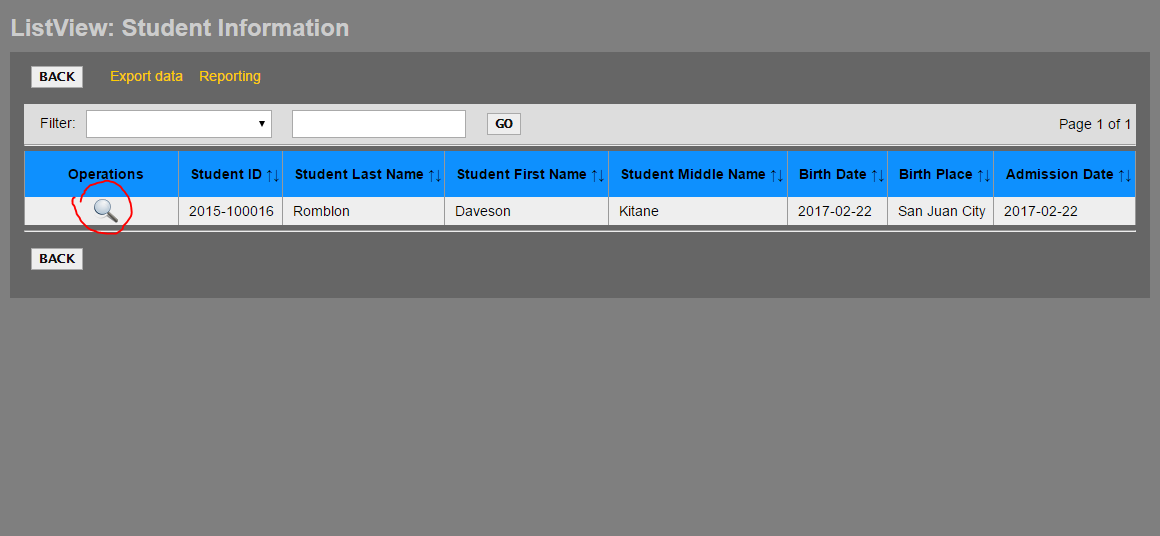 ListView: Student Information
BACK Export data Reporting
Filter: GO Page 1 of 1
Operations Student ID ↑↓ Student Last Name ↑↓ Student First Name ↑↓ Student Middle Name ↑↓ Birth Date ↑↓ Birth Place ↑↓ Admission Date ↑↓
2015-100016 Romblon Daveson Kitane 2017-02-22 San Juan City 2017-02-22
BACK